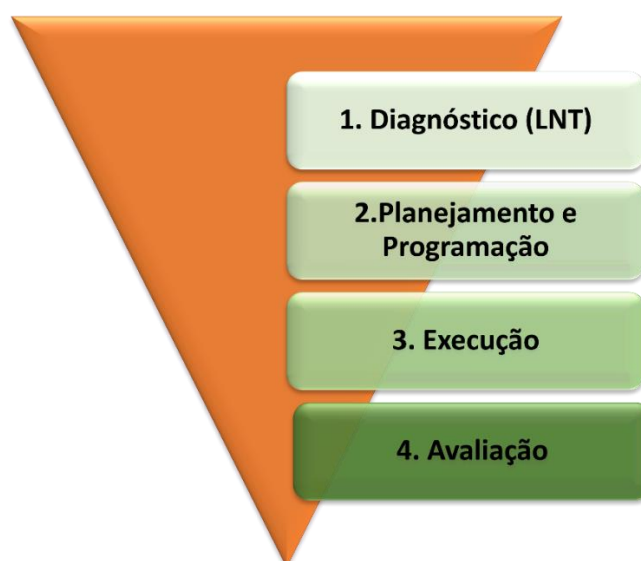 1. Diagnóstico (LNT)
2.Planejamento e
Programação
3. Execução
4. Avaliação